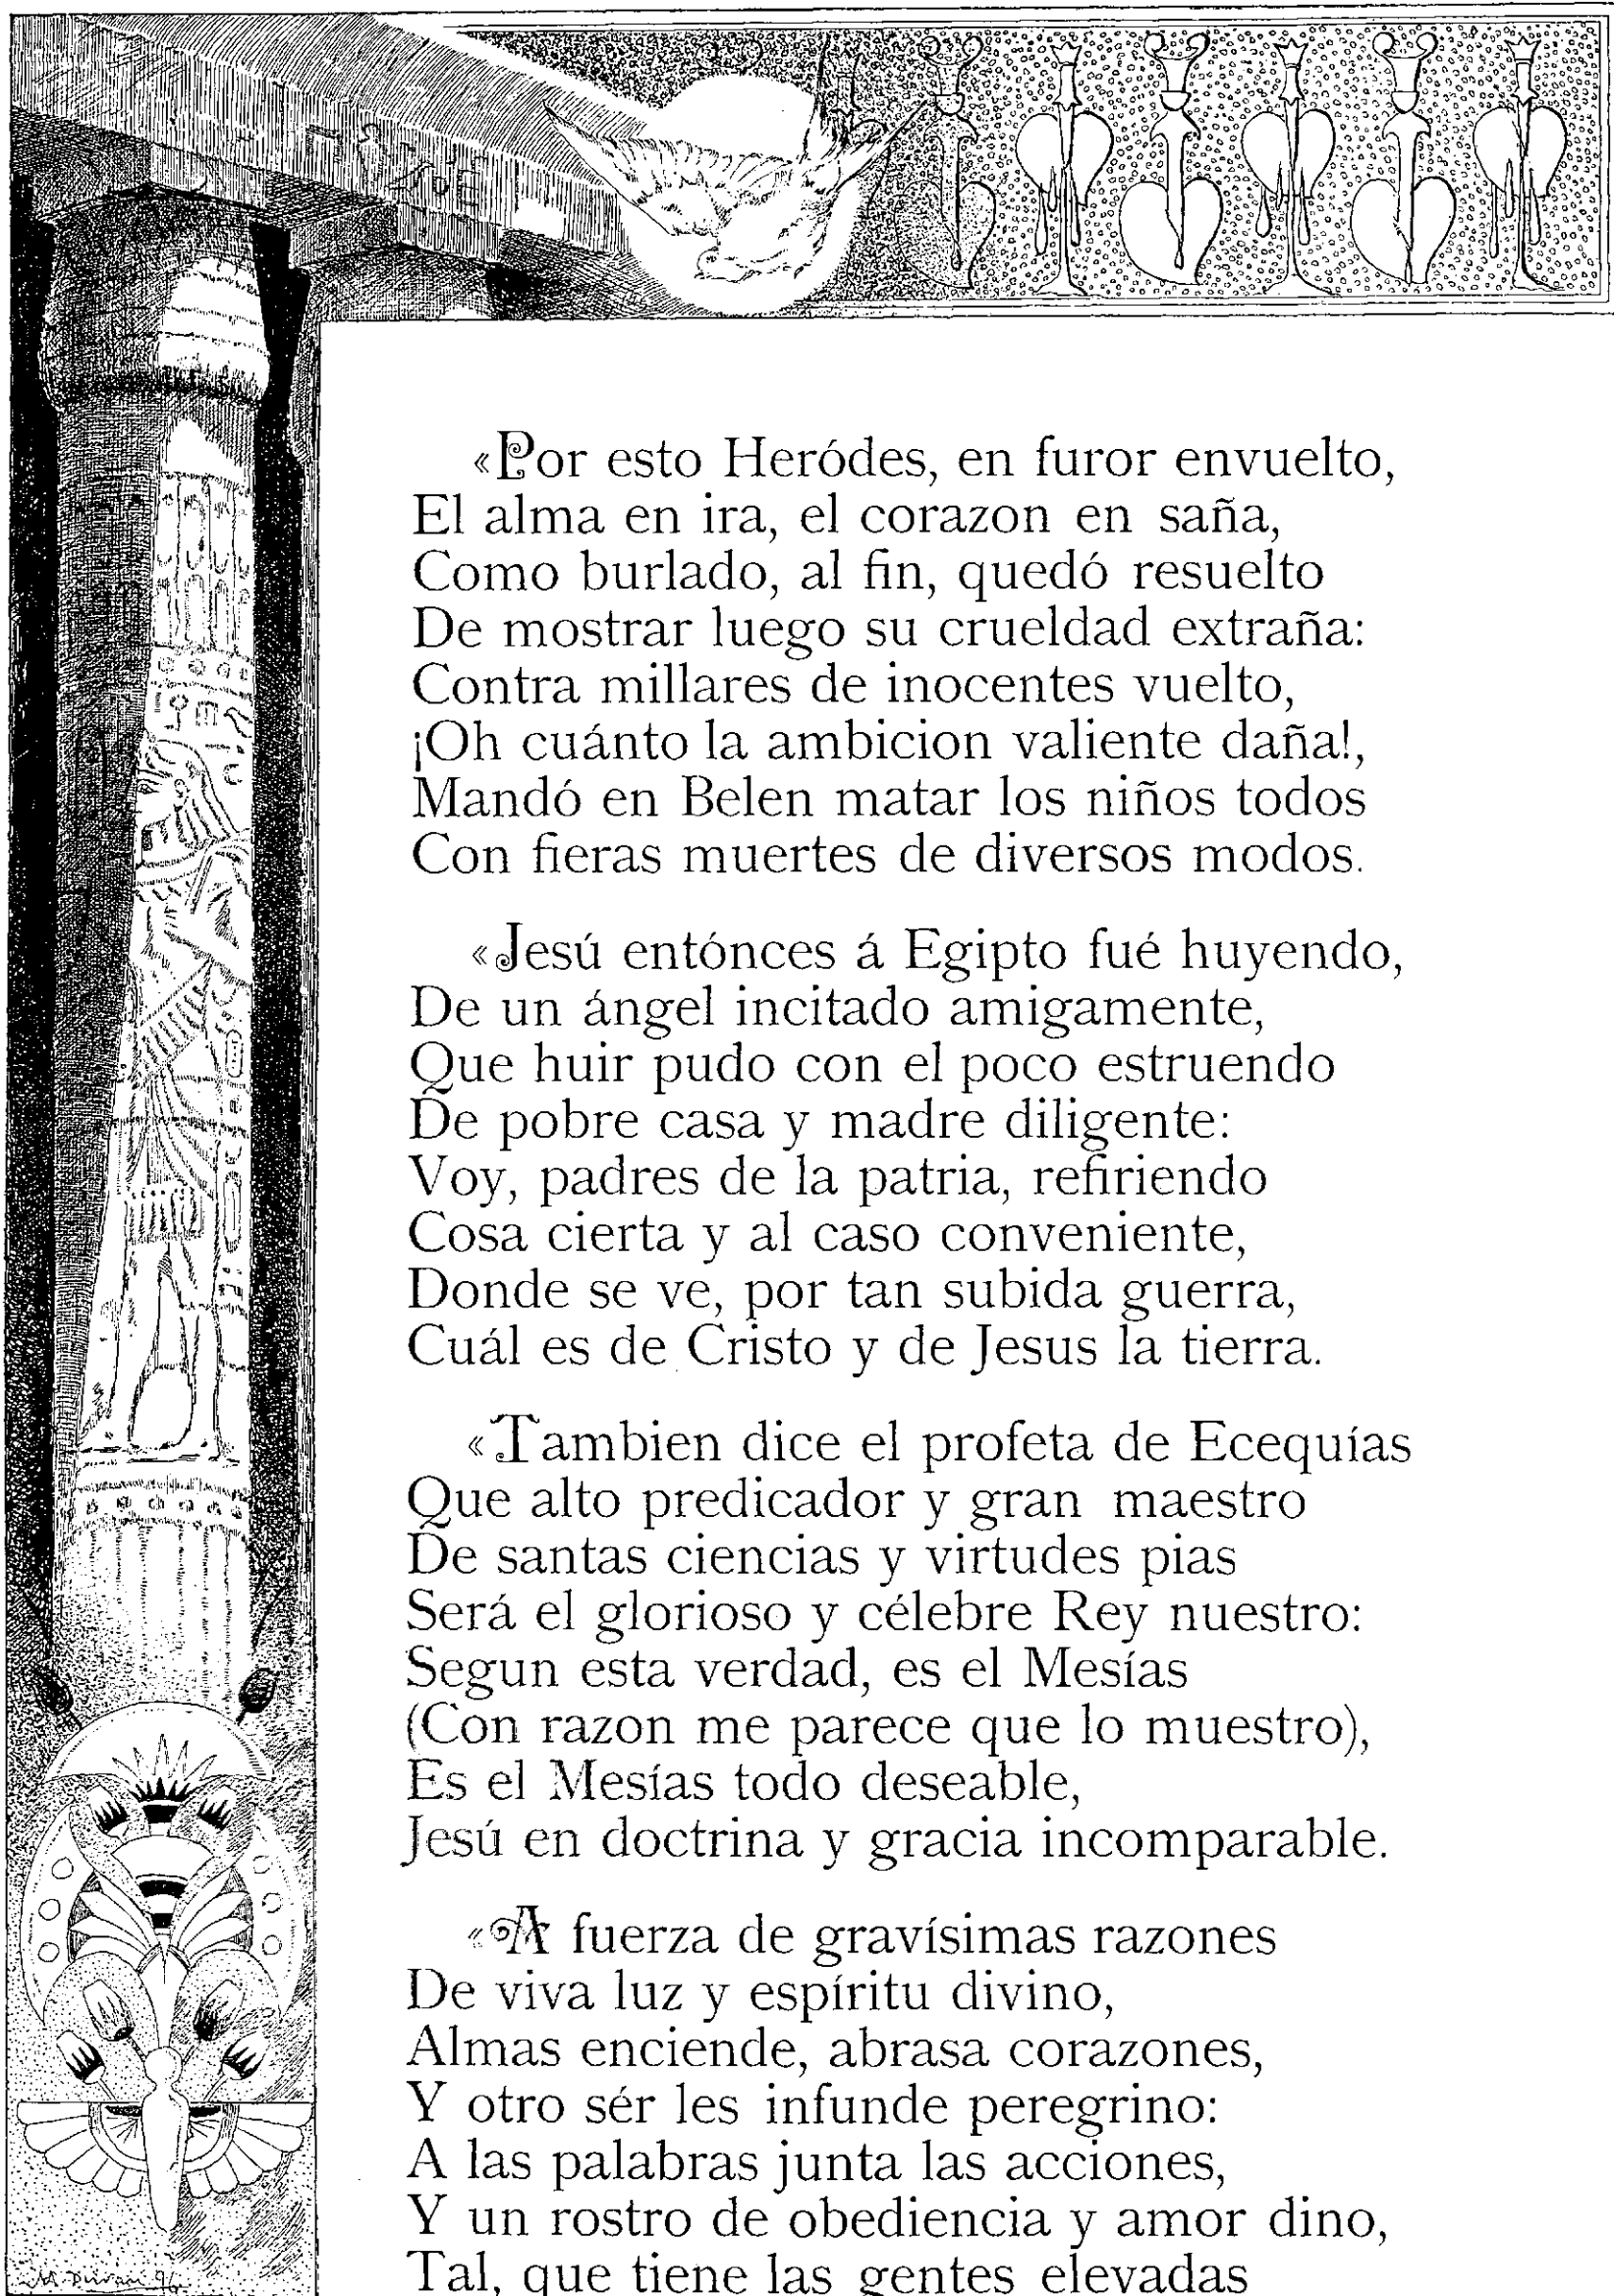 «Por esto Heródes, en furor envuelto,
El alma en ira, el corazon en saña,
Como burlado, al fin, quedó resuelto
De mostrar luego su crueldad extraña:
Contra millares de inocentes vuelto,
¡Oh cuánto la ambicion valiente daña!,
Mandó en Belen matar los niños todos
Con fieras muertes de diversos modos.
«Jesú entónces á Egipto fué huyendo,
De un ángel incitado amigamente,
Que huir pudo con el poco estruendo
De pobre casa y madre diligente:
Voy, padres de la patria, refiriendo
Cosa cierta y al caso conveniente,
Donde se ve, por tan subida guerra,
Cuál es de Cristo y de Jesus la tierra.
«Tambien dice el profeta de Ecequías
Que alto predicador y gran maestro
De santas ciencias y virtudes pias
Será el glorioso y célebre Rey nuestro:
Segun esta verdad, es el Mesías
(Con razon me parece que lo muestro),
Es el Mesías todo deseable,
Jesú en doctrina y gracia incomparable.
«A fuerza de gravísimas razones
De viva luz y espíritu divino,
Almas enciende, abrasa corazones,
Y otro sér les infunde peregrino:
A las palabras junta las acciones,
Y un rostro de obediencia y amor dino,
Tal, que tiene las gentes elevadas